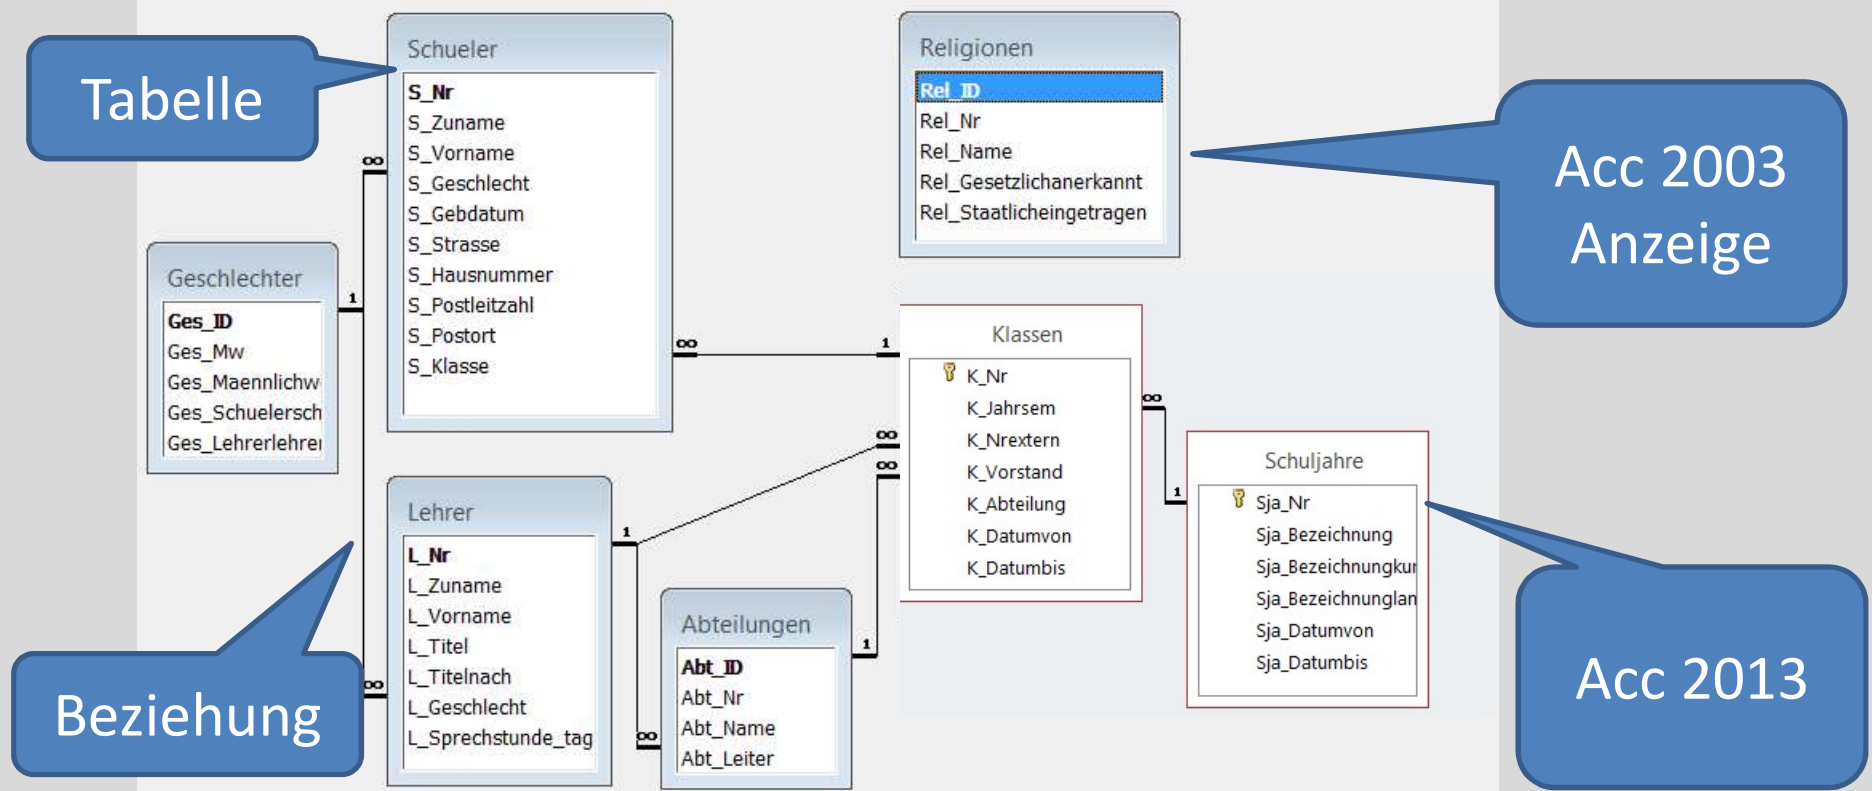 Tabelle
Schueler
S_Nr
S_Zuname
S_Vorname
S_Geschlecht
S_Gebdatum
S_Strasse
S_Hausnummer
S_Postleitzahl
S_Postort
S_Klasse
Religionen
Rel_ID
Rel_Nr
Rel_Name
Rel_Gesetzlichanerkannt
Rel_Staatlicheingetragen
Acc 2003
Anzeige
Geschlechter
Ges_ID
Ges_Mw
Ges_Maennlichw
Ges_Schuelersch
Ges_Lehrerlehrer
1
∞
∞
∞
1
Klassen
K_Nr
K_Jahrsem
K_Nrextern
K_Vorstand
K_Abteilung
K_Datumvon
K_Datumbis
∞
∞
∞
1
Schuljahre
Sja_Nr
Sja_Bezeichnung
Sja_Bezeichnungkur
Sja_Bezeichnunglan
Sja_Datumvon
Sja_Datumbis
Acc 2013
Lehrer
L_Nr
L_Zuname
L_Vorname
L_Titel
L_Titelnach
L_Geschlecht
L_Sprechstunde_tag
1
∞
Abteilungen
Abt_ID
Abt_Nr
Abt_Name
Abt_Leiter
1
Beziehung